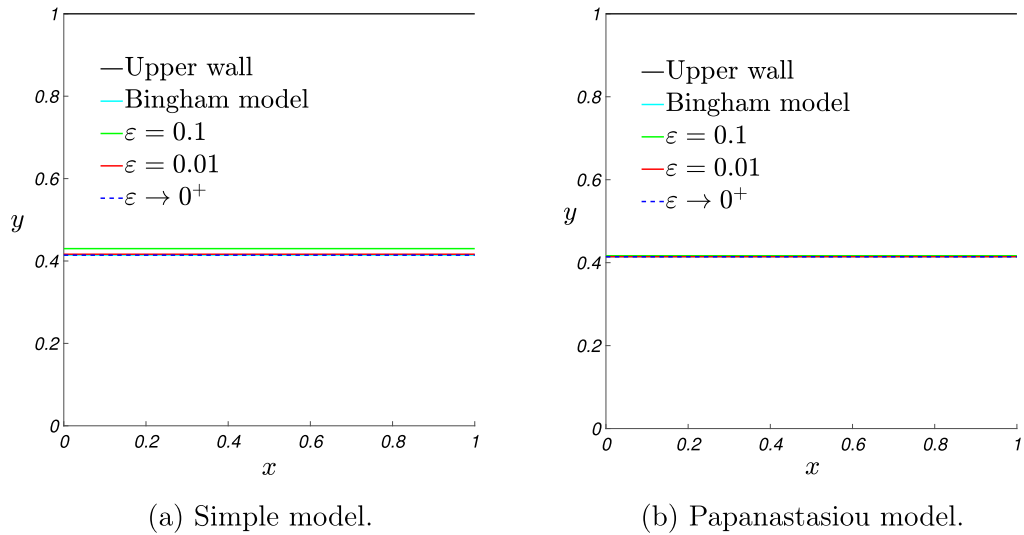 1
0.8
0.6
0.4
0.2
0
y
Upper wall
Bingham model
ε = 0.1
ε = 0.01
ε → 0⁺
0 0.2 0.4 0.6 0.8 1
x
(a) Simple model.
1
0.8
0.6
0.4
0.2
0
y
Upper wall
Bingham model
ε = 0.1
ε = 0.01
ε → 0⁺
0 0.2 0.4 0.6 0.8 1
x
(b) Papanastasiou model.